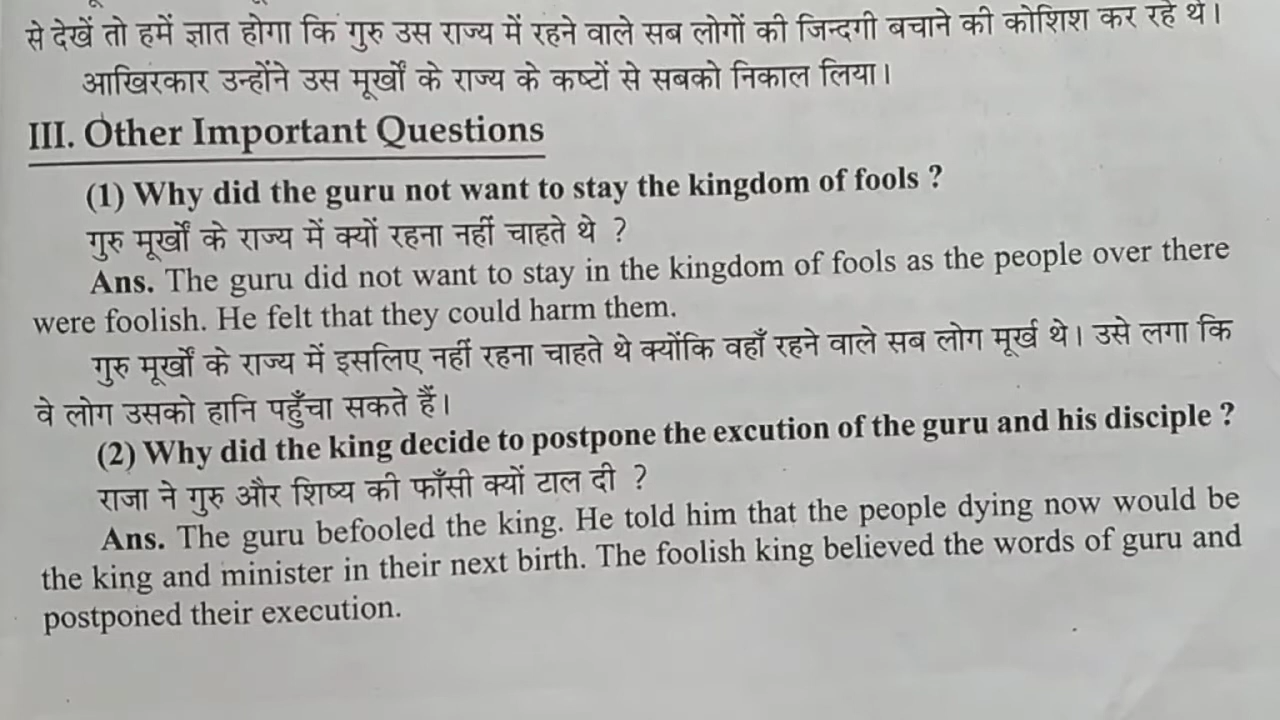 से देखें तो हमें ज्ञात होगा कि गुरु उस राज्य में रहने वाले सब लोगों की जिन्दगी बचाने की कोशिश कर रहे थे।
आखिरकार उन्होंने उस मूर्खों के राज्य के कष्टों से सबको निकाल लिया।
III. Other Important Questions
(1) Why did the guru not want to stay the kingdom of fools ?
गुरु मूर्खों के राज्य में क्यों रहना नहीं चाहते थे ?
Ans. The guru did not want to stay in the kingdom of fools as the people over there
were foolish. He felt that they could harm them.
गुरु मूर्खों के राज्य में इसलिए नहीं रहना चाहते थे क्योंकि वहाँ रहने वाले सब लोग मूर्ख थे। उसे लगा कि
वे लोग उसको हानि पहुँचा सकते हैं।
(2) Why did the king decide to postpone the excution of the guru and his disciple ?
राजा ने गुरु और शिष्य की फाँसी क्यों टाल दी ?
Ans. The guru befooled the king. He told him that the people dying now would be
the king and minister in their next birth. The foolish king believed the words of guru and
postponed their execution.